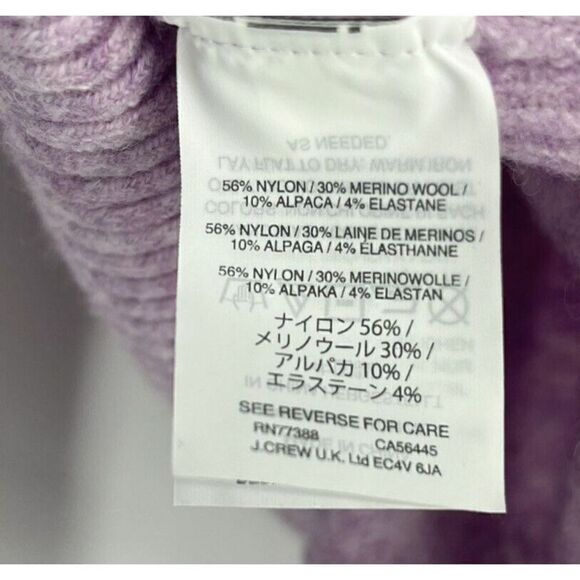 56% NYLON / 30% MERINO WOOL /
10% ALPACA / 4% ELASTANE
56% NYLON / 30% LAINE DE MERINOS /
10% ALPAGA / 4% ÉLASTHANNE
56% NYLON / 30% MERINOWOLLE /
10% ALPAKA / 4% ELASTAN
ナイロン 56% /
メリノウール 30% /
アルパカ 10% /
エラステーン 4%
SEE REVERSE FOR CARE
RN77388 CA56445
J.CREW U.K. Ltd EC4V 6JA